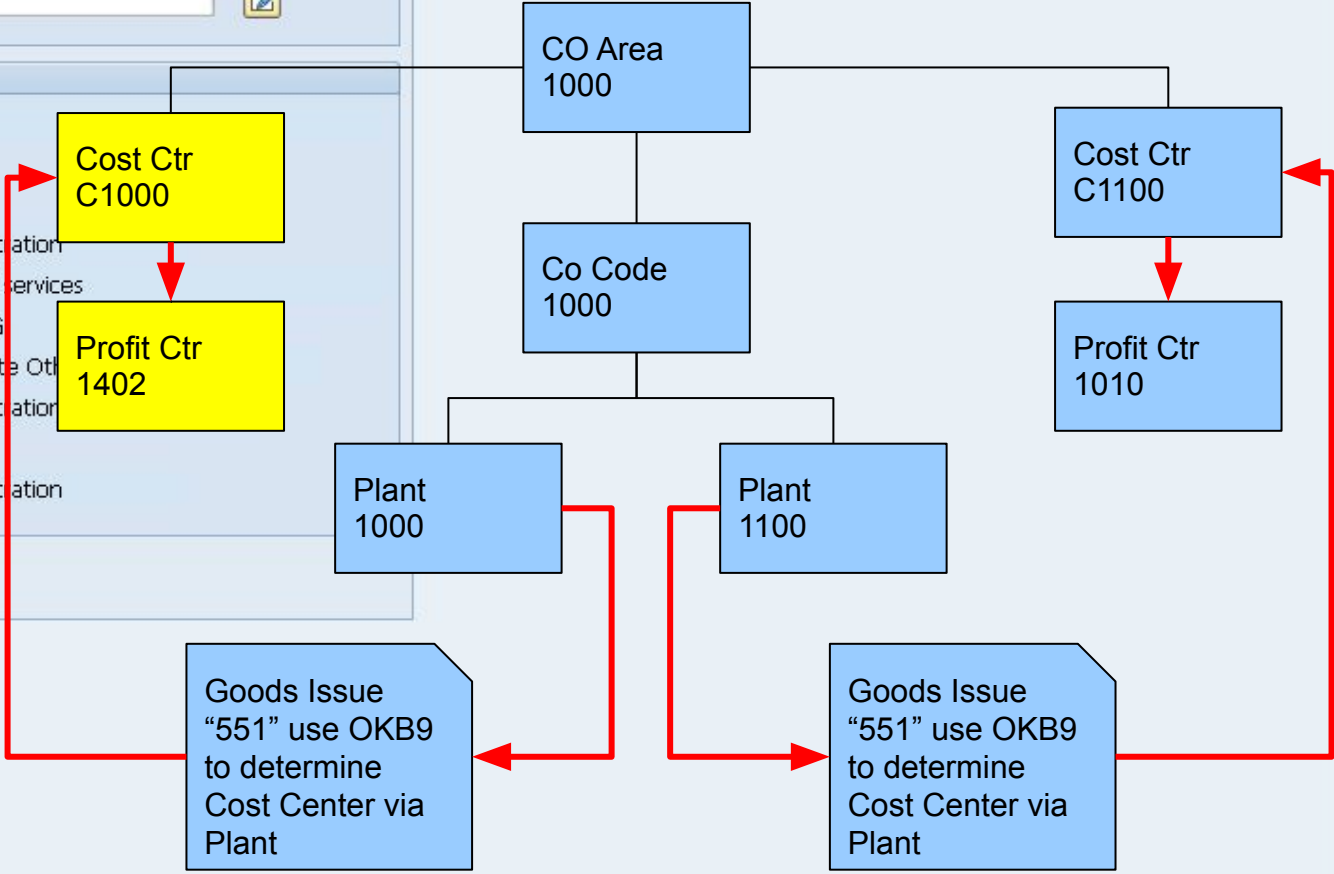 CO Area
1000
Cost Ctr
C1000
Cost Ctr
C1100
services
Co Code
1000
Profit Ctr
1402
Profit Ctr
1010
Plant
1000
Plant
1100
Goods Issue
“551” use OKB9
to determine
Cost Center via
Plant
Goods Issue
“551” use OKB9
to determine
Cost Center via
Plant